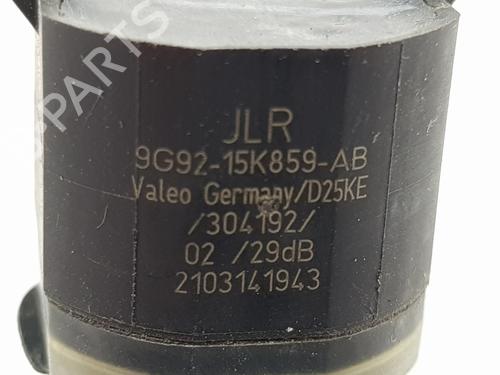 JLR
9G92-15K859-AB
Valeo Germany/D25KE
/304192/
02 /29dB
2103141943
B-PARTS